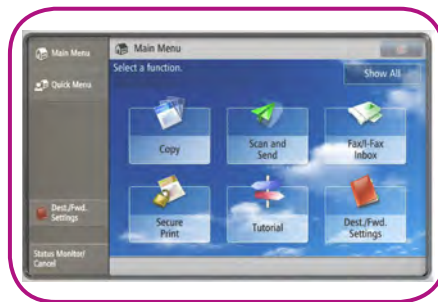 Main Menu
Quick Menu
Dest./Fwd.
Settings
Status Monitor/
Cancel
Main Menu
Select a function.
Show All
Copy
Scan and
Send
Fax/I-Fax
Inbox
Secure
Print
Tutorial
Dest./Fwd.
Settings